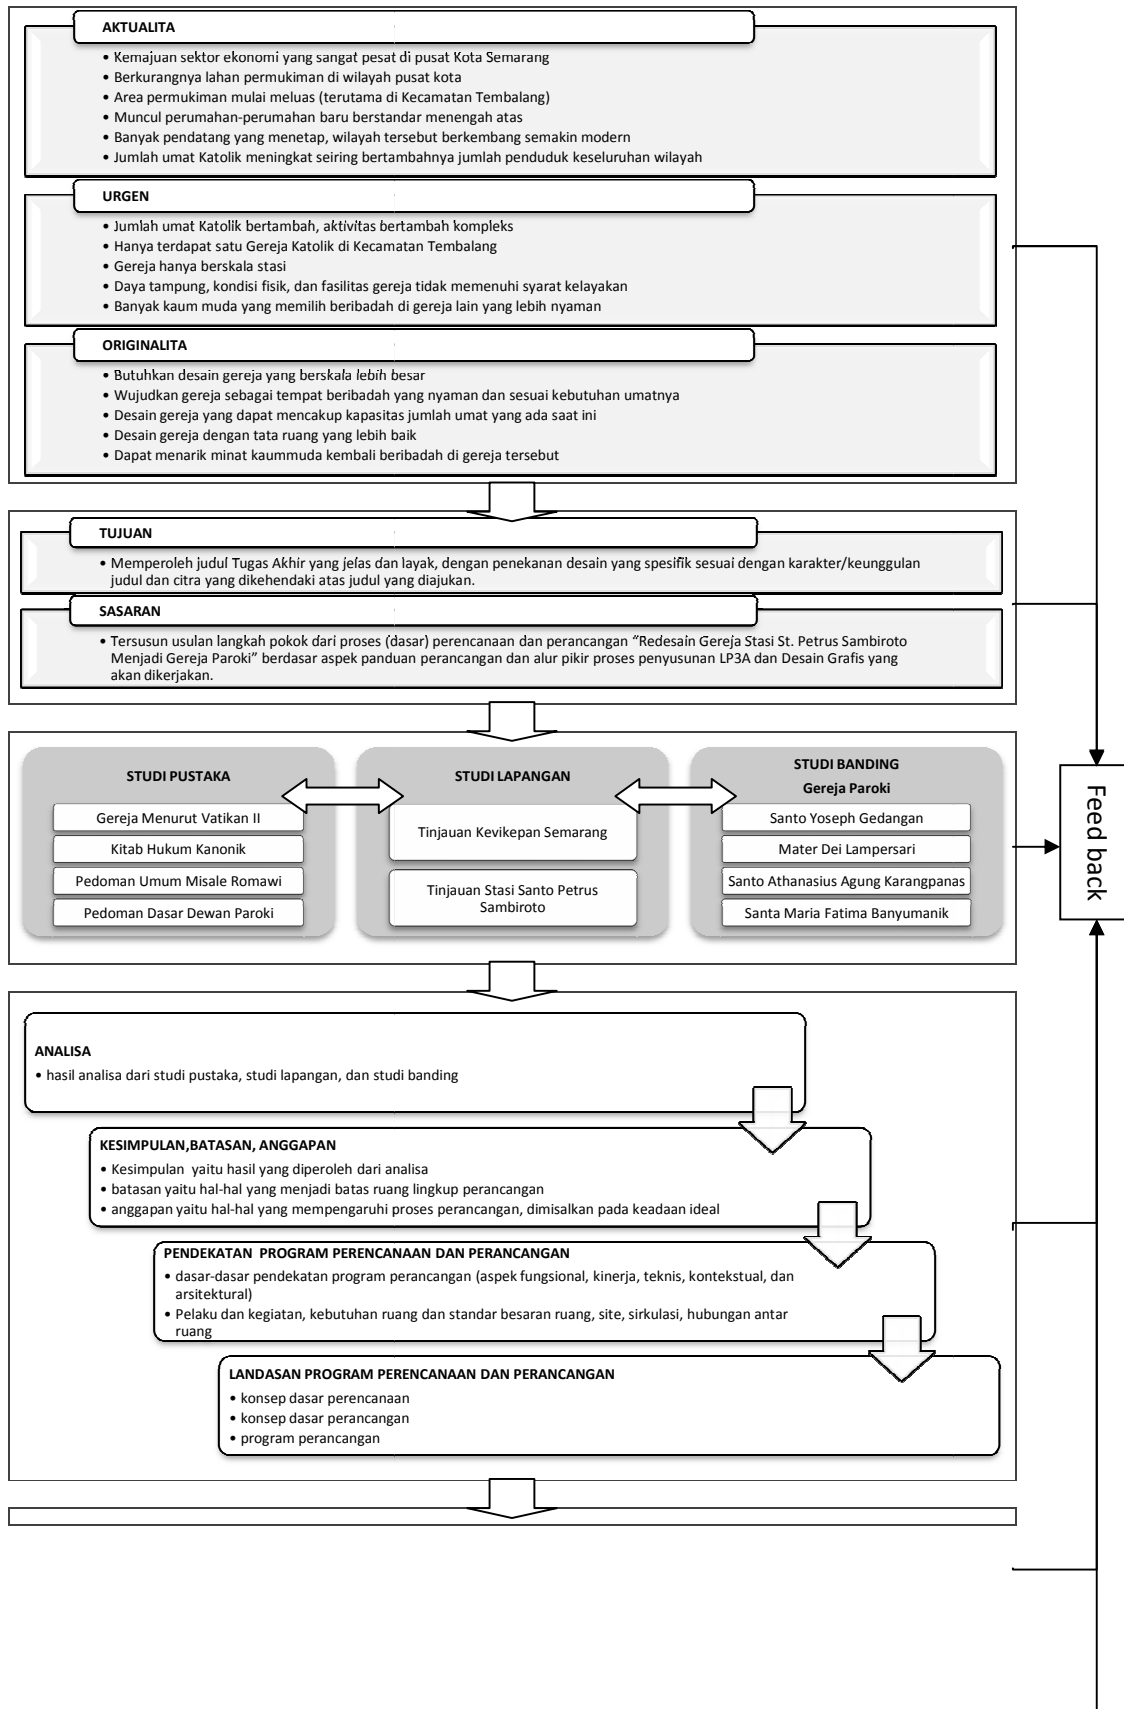 AKTUALITA
• Kemajuan sektor ekonomi yang sangat pesat di pusat Kota Semarang
• Berkurangnya lahan permukiman di wilayah pusat kota
• Area permukiman mulai meluas (terutama di Kecamatan Tembalang)
• Muncul perumahan-perumahan baru berstandar menengah atas
• Banyak pendatang yang menetap, wilayah tersebut berkembang semakin modern
• Jumlah umat Katolik meningkat seiring bertambahnya jumlah penduduk keseluruhan wilayah
URGEN
• Jumlah umat Katolik bertambah, aktivitas bertambah kompleks
• Hanya terdapat satu Gereja Katolik di Kecamatan Tembalang
• Gereja hanya berskala stasi
• Daya tampung, kondisi fisik, dan fasilitas gereja tidak memenuhi syarat kelayakan
• Banyak kaum muda yang memilih beribadah di gereja lain yang lebih nyaman
ORIGINALITA
• Butuhkan desain gereja yang berskala lebih besar
• Wujudkan gereja sebagai tempat beribadah yang nyaman dan sesuai kebutuhan umatnya
• Desain gereja yang dapat mencakup kapasitas jumlah umat yang ada saat ini
• Desain gereja dengan tata ruang yang lebih baik
• Dapat menarik minat kaummuda kembali beribadah di gereja tersebut
TUJUAN
• Memperoleh judul Tugas Akhir yang jelas dan layak, dengan penekanan desain yang spesifik sesuai dengan karakter/keunggulan
judul dan citra yang dikehendaki atas judul yang diajukan.
SASARAN
• Tersusun usulan langkah pokok dari proses (dasar) perencanaan dan perancangan “Redesain Gereja Stasi St. Petrus Sambiroto
Menjadi Gereja Paroki” berdasar aspek panduan perancangan dan alur pikir proses penyusunan LP3A dan Desain Grafis yang
akan dikerjakan.
STUDI PUSTAKA
Gereja Menurut Vatikan II
Kitab Hukum Kanonik
Pedoman Umum Misale Romawi
Pedoman Dasar Dewan Paroki
STUDI LAPANGAN
Tinjauan Kevikepan Semarang
Tinjauan Stasi Santo Petrus
Sambiroto
STUDI BANDING
Gereja Paroki
Santo Yoseph Gedangan
Mater Dei Lampersari
Santo Athanasius Agung Karangpanas
Santa Maria Fatima Banyumanik
Feed back
ANALISA
• hasil analisa dari studi pustaka, studi lapangan, dan studi banding
KESIMPULAN,BATASAN, ANGGAPAN
• Kesimpulan yaitu hasil yang diperoleh dari analisa
• batasan yaitu hal-hal yang menjadi batas ruang lingkup perancangan
• anggapan yaitu hal-hal yang mempengaruhi proses perancangan, dimisalkan pada keadaan ideal
PENDEKATAN PROGRAM PERENCANAAN DAN PERANCANGAN
• dasar-dasar pendekatan program perancangan (aspek fungsional, kinerja, teknis, kontekstual, dan
arsitektural)
• Pelaku dan kegiatan, kebutuhan ruang dan standar besaran ruang, site, sirkulasi, hubungan antar
ruang
LANDASAN PROGRAM PERENCANAAN DAN PERANCANGAN
• konsep dasar perencanaan
• konsep dasar perancangan
• program perancangan